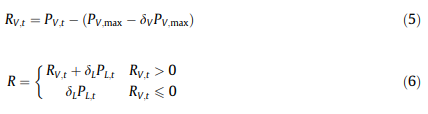 R_{V,t} = P_{V,t} − (P_{V,max} − δ_V P_{V,max}) (5)
R = { R_{V,t} + δ_L P_{L,t} R_{V,t} > 0
δ_L P_{L,t} R_{V,t} ⩽ 0 (6)